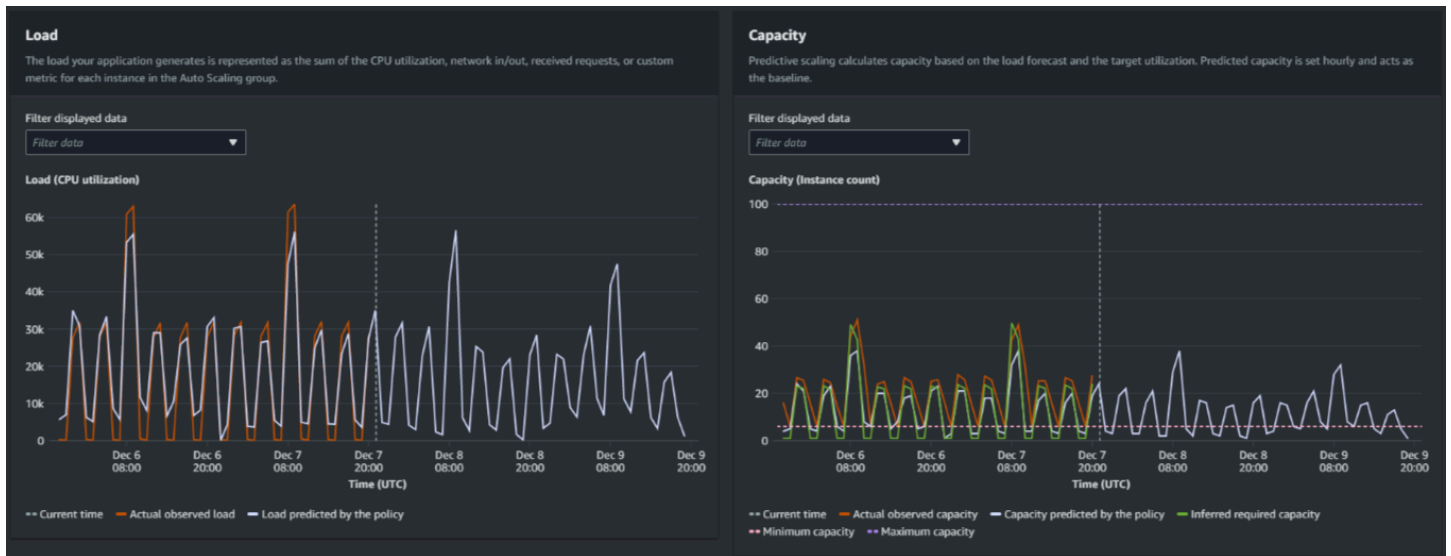 Load
The load your application generates is represented as the sum of the CPU utilization, network in/out, received requests, or custom
metric for each instance in the Auto Scaling group.
Filter displayed data
Filter data
Load (CPU utilization)
60k
50k
40k
30k
20k
10k
0
Dec 6
08:00
Dec 6
20:00
Dec 7
08:00
Dec 7
20:00
Dec 8
08:00
Dec 8
20:00
Dec 9
08:00
Dec 9
20:00
Time (UTC)
Current time
Actual observed load
Load predicted by the policy
Capacity
Predictive scaling calculates capacity based on the load forecast and the target utilization. Predicted capacity is set hourly and acts as
the baseline.
Filter displayed data
Filter data
Capacity (Instance count)
100
80
60
40
20
0
Dec 6
08:00
Dec 6
20:00
Dec 7
08:00
Dec 7
20:00
Dec 8
08:00
Dec 8
20:00
Dec 9
08:00
Dec 9
20:00
Time (UTC)
Current time
Actual observed capacity
Capacity predicted by the policy
Inferred required capacity
Minimum capacity
Maximum capacity